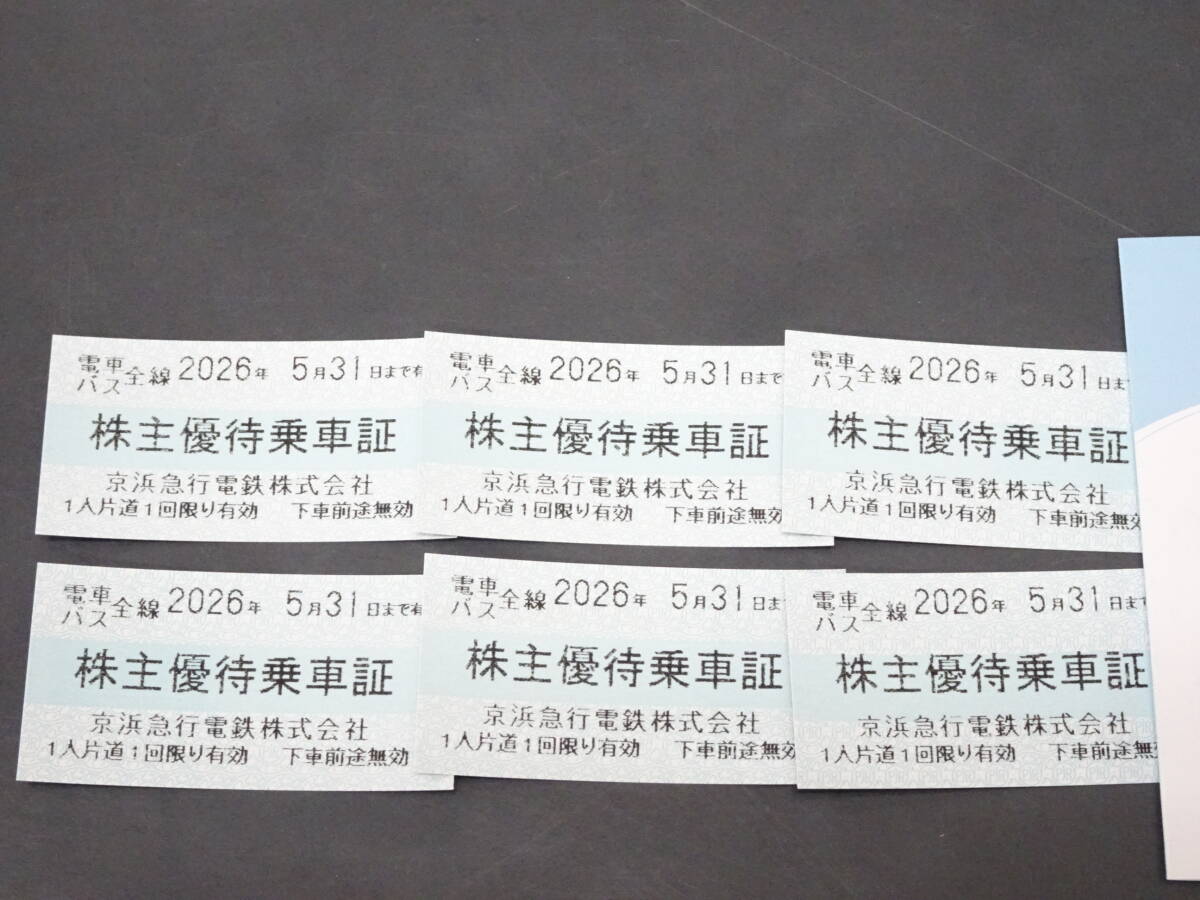 電車バス全線 2026年 5月31日まで有
株主優待乗車証
京浜急行電鉄株式会社
1人片道1回限り有効 下車前途無効
電車バス全線 2026年 5月31日まで
株主優待乗車証
京浜急行電鉄株式会社
1人片道1回限り有効 下車前途無効
電車バス全線 2026年 5月31日まで
株主優待乗車証
京浜急行電鉄株式会社
1人片道1回限り有効 下車前途無効
電車バス全線 2026年 5月31日まで有
株主優待乗車証
京浜急行電鉄株式会社
1人片道1回限り有効 下車前途無効
電車バス全線 2026年 5月31日まで
株主優待乗車証
京浜急行電鉄株式会社
1人片道1回限り有効 下車前途無効
電車バス全線 2026年 5月31日まで
株主優待乗車証
京浜急行電鉄株式会社
1人片道1回限り有効 下車前途無効